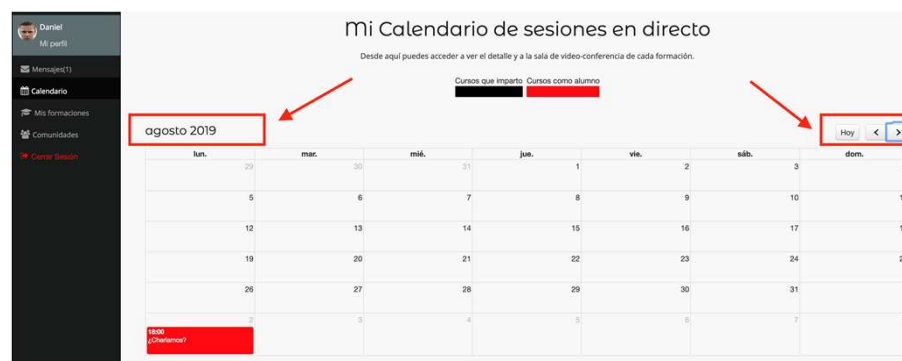 Daniel
Mi perfil
Mensajes(1)
Calendario
Mis formaciones
Comunidades
Cerrar Sesión
Mi Calendario de sesiones en directo
Desde aquí puedes acceder a ver el detalle y a la sala de video-conferencia de cada formación.
Cursos que imparto Cursos como alumno
agosto 2019
Hoy < >
lun. mar. mié. jue. vie. sáb. dom.
29 30 31 1 2 3
5 6 7 8 9 10
12 13 14 15 16 17
19 20 21 22 23 24
26 27 28 29 30 31
2 3 4 5 6 7
18:00
¿Charlamos?